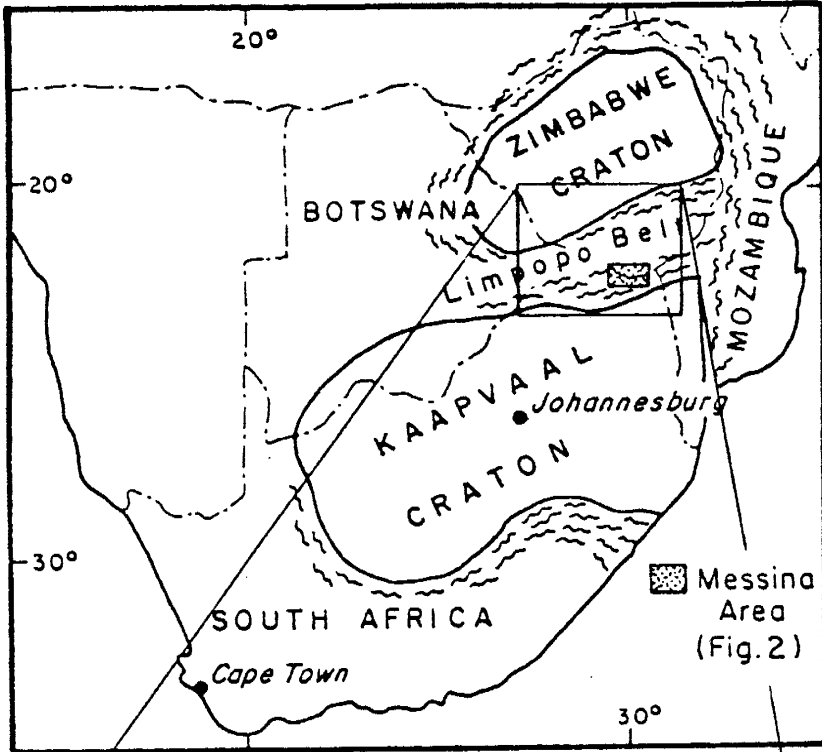 20°
30°
ZIMBABWE
CRATON
20°
BOTSWANA
Limpopo Belt
MOZAMBIQUE
KAAPVAAL
Johannesburg
CRATON
30°
Messina
Area
(Fig. 2)
SOUTH AFRICA
Cape Town
30°